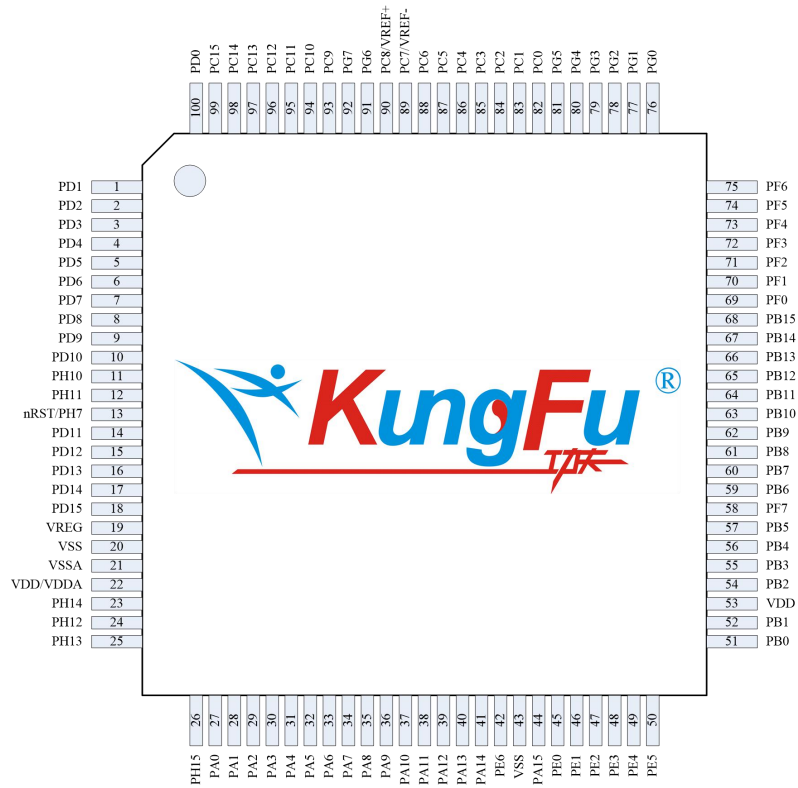 PD0 PC15 PC14 PC13 PC12 PC11 PC10 PC9 PG7 PG6 PC8/VREF+ PC7/VREF- PC6 PC5 PC4 PC3 PC2 PC1 PC0 PG5 PG4 PG3 PG2 PG1 PG0
100 99 98 97 96 95 94 93 92 91 90 89 88 87 86 85 84 83 82 81 80 79 78 77 76
PD1 1 75 PF6
PD2 2 74 PF5
PD3 3 73 PF4
PD4 4 72 PF3
PD5 5 71 PF2
PD6 6 70 PF1
PD7 7 69 PF0
PD8 8 68 PB15
PD9 9 67 PB14
PD10 10 66 PB13
PH10 11 65 PB12
PH11 12 64 PB11
nRST/PH7 13 63 PB10
PD11 14 62 PB9
PD12 15 61 PB8
PD13 16 60 PB7
PD14 17 59 PB6
PD15 18 58 PF7
VREG 19 57 PB5
VSS 20 56 PB4
VSSA 21 55 PB3
VDD/VDDA 22 54 PB2
PH14 23 53 VDD
PH12 24 52 PB1
PH13 25 51 PB0
KungFu®
功夫
26 27 28 29 30 31 32 33 34 35 36 37 38 39 40 41 42 43 44 45 46 47 48 49 50
PH15 PA0 PA1 PA2 PA3 PA4 PA5 PA6 PA7 PA8 PA9 PA10 PA11 PA12 PA13 PA14 PE6 VSS PA15 PE0 PE1 PE2 PE3 PE4 PE5